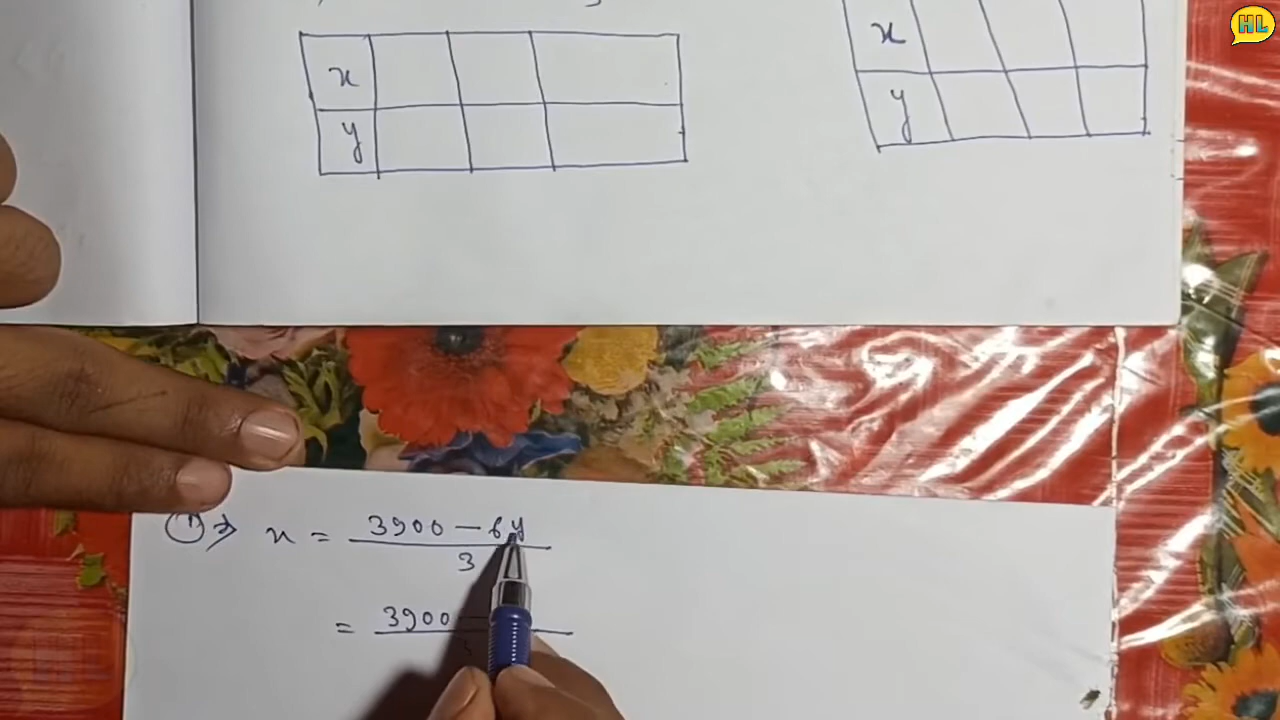 HL
x
y
x
y
① ⇒ x = 3900 - 6y / 3
= 3900 -